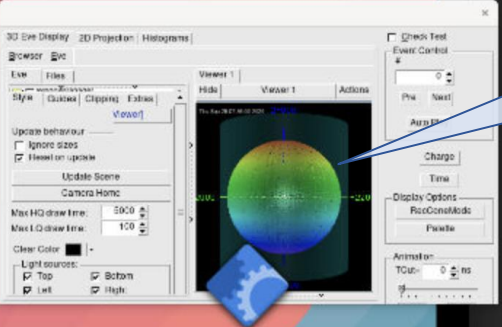 3D Eve Display 2D Projection Histograms
Browser Eve
Eve Files
Style Guides Clipping Extras
Viewer]
Update behaviour
Ignore sizes
Reset on update
Update Scene
Camera Home
Max HQ draw time: 5000
Max LQ draw time: 100
Clear Color
Light sources:
Top Bottom
Left Right
Viewer 1
Hide Viewer 1 Actions
Check Test
Event Control
#
0
Pre Next
Charge
Time
Display Options
RecGeneMode
Palette
Animation
TCut= 0 ns